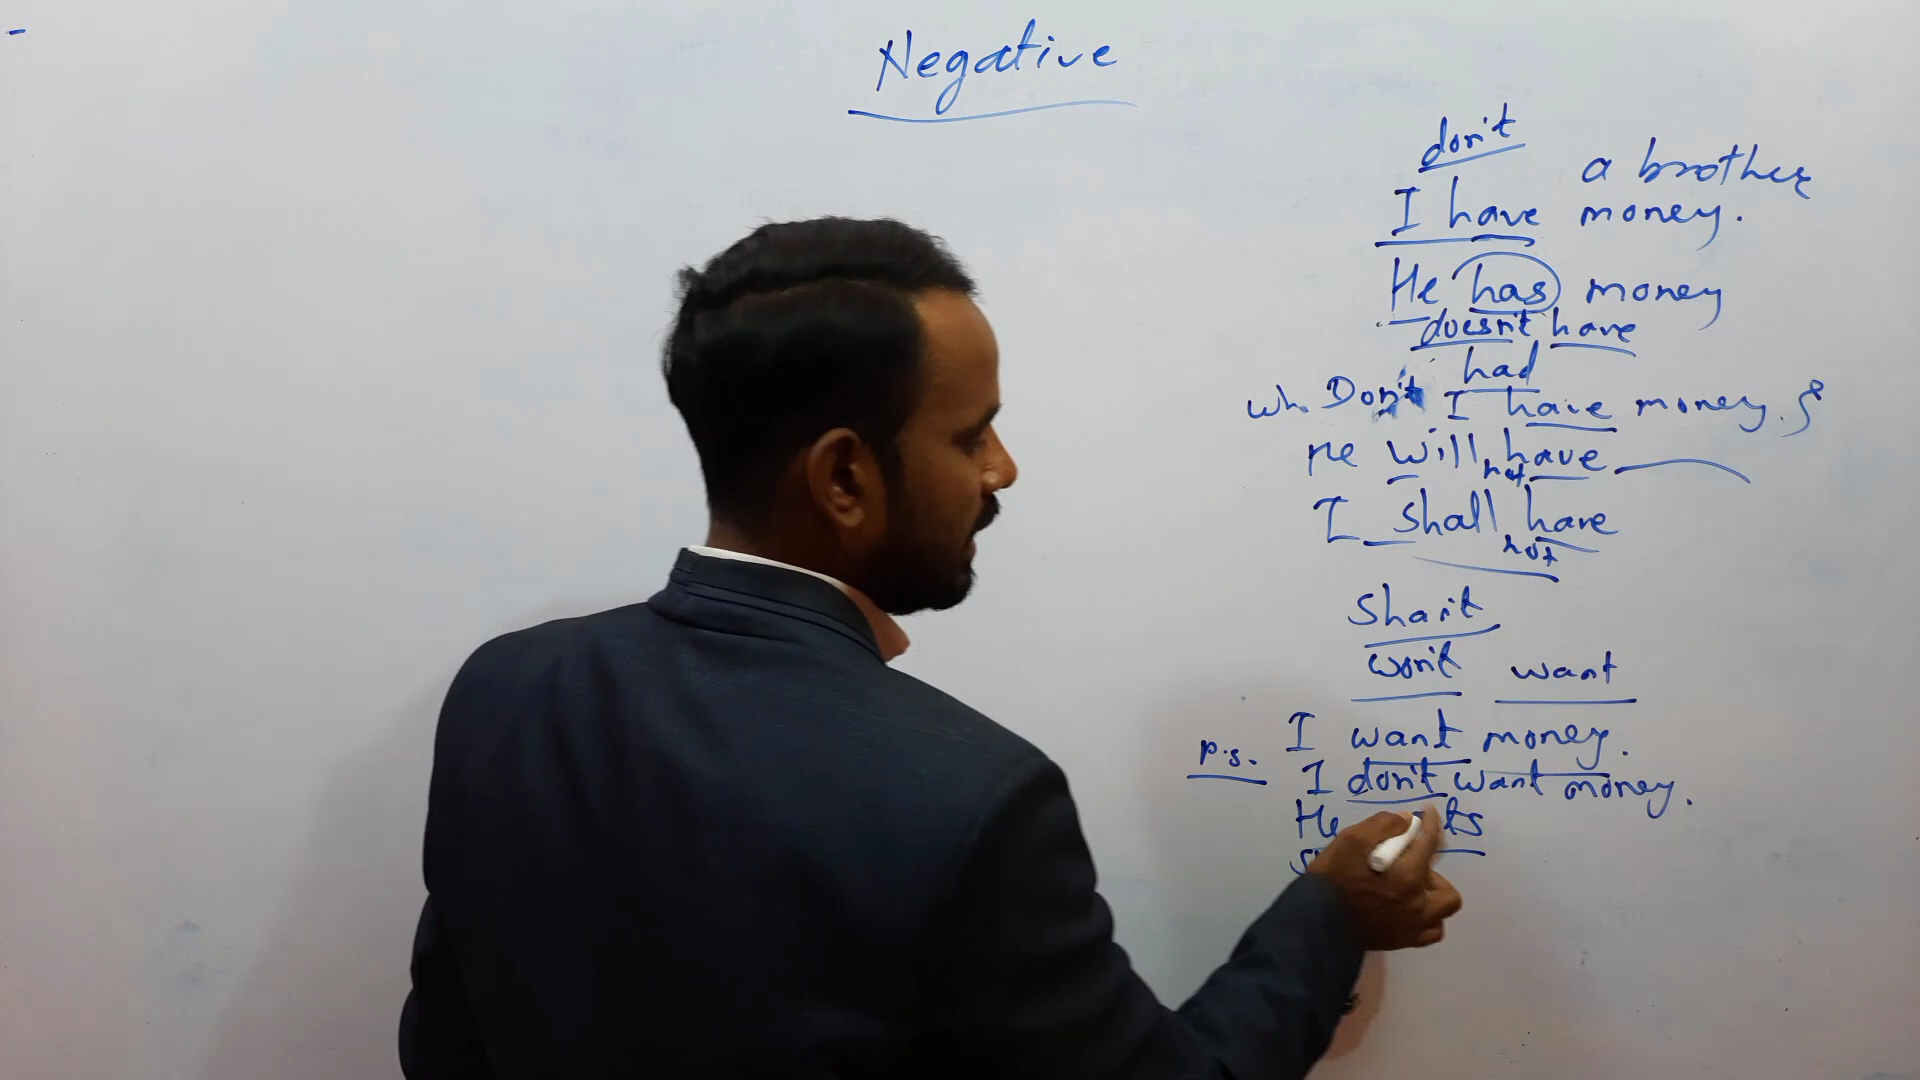 Negative
don't
a brother
I have money.
He has money
doesn't have
had
Wh Don't I have money.?
He will not have
I shall not have
Shan't
won't want
I want money.
P.S. I don't want money.
He